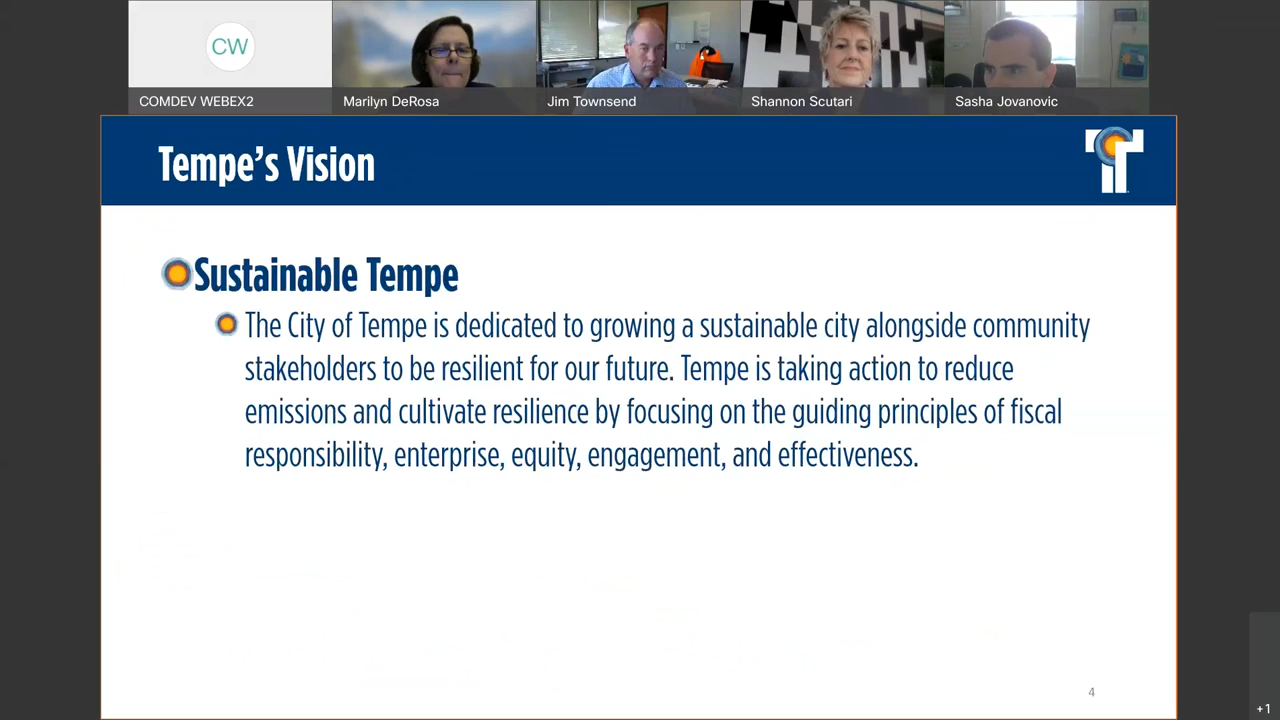 CW
COMDEV WEBEX2
Marilyn DeRosa
Jim Townsend
Shannon Scutari
Sasha Jovanovic
Tempe's Vision
Sustainable Tempe
The City of Tempe is dedicated to growing a sustainable city alongside community
stakeholders to be resilient for our future. Tempe is taking action to reduce
emissions and cultivate resilience by focusing on the guiding principles of fiscal
responsibility, enterprise, equity, engagement, and effectiveness.
4
+1